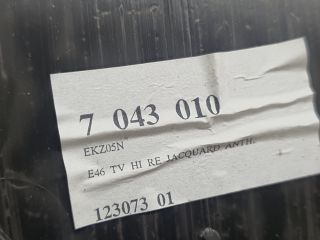 7 043 010
EKZ05N
E46 TV HI RE JACQUARD ANTH.
123073 01